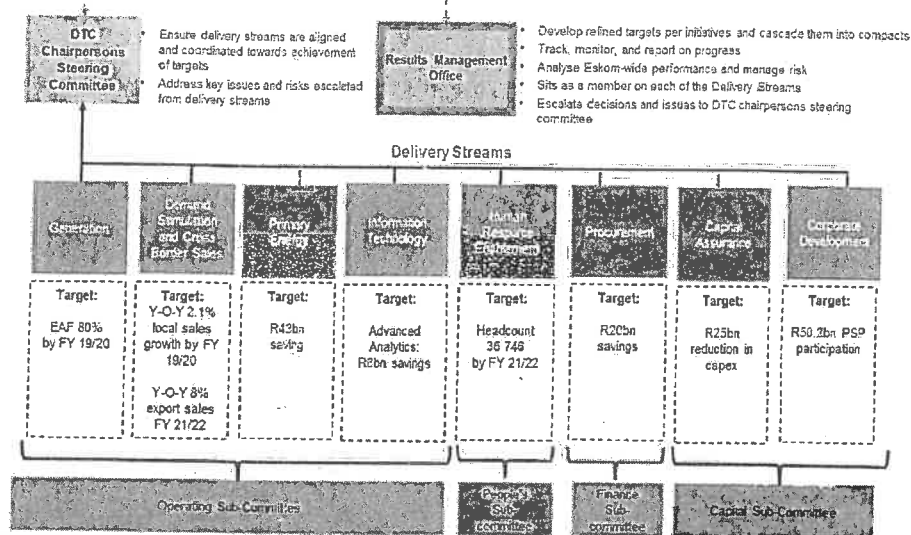 DTC
Chairpersons
Steering
Committee
Ensure delivery streams are aligned
and coordinated towards achievement
of targets
Address key issues and risks escalated
from delivery streams
Results Management
Office
Develop refined targets per initiatives and cascade them into compacts
Track, monitor, and report on progress
Analyse Eskom-wide performance and manage risk
Sits as a member on each of the Delivery Streams
Escalate decisions and issues to DTC chairpersons steering
committee
Delivery Streams
Generation
Demand
Stimulation
and Cross
Border Sales
Primary
Energy
Information
Technology
Human
Resource
Procurement
Capital
Assurance
Corporate
Development
Target:
EAF 80%
by FY 19/20
Target:
Y-O-Y 2.1%
local sales
growth by FY
19/20
Y-O-Y 8%
export sales
FY 21/22
Target:
R43bn
saving
Target:
Advanced
Analytics:
savings
Target:
Headcount
36 746
by FY 21/22
Target:
R20bn
savings
Target:
R25bn
reduction in
capex
Target:
R50.2bn PSP
participation
Operating Sub-Committees
People's
Sub-
committee
Finance
Sub-
committee
Capital Sub-Committee